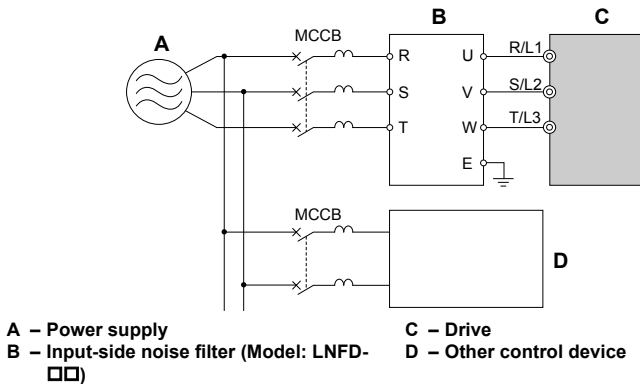 A
MCCB
B
C
R
U
R/L1
S
V
S/L2
T
W
T/L3
E
MCCB
D
A – Power supply
B – Input-side noise filter (Model: LNFD-
□□)
C – Drive
D – Other control device